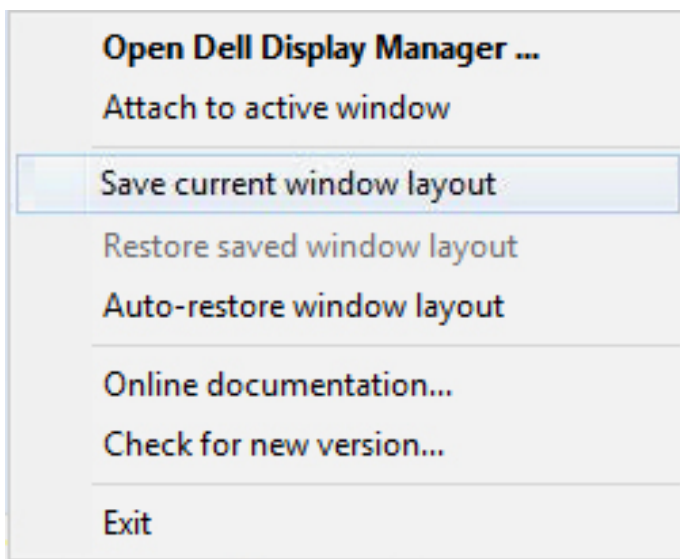 Open Dell Display Manager ...
Attach to active window
Save current window layout
Restore saved window layout
Auto-restore window layout
Online documentation...
Check for new version...
Exit